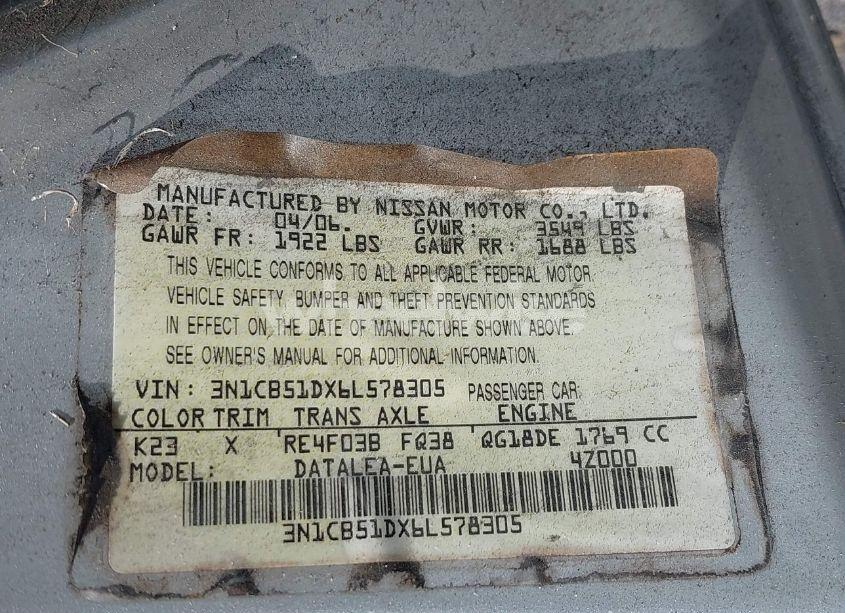 MANUFACTURED BY NISSAN MOTOR CO., LTD.
DATE: 04/06. GVWR: 3549 LBS
GAWR FR: 1922 LBS GAWR RR: 1688 LBS
THIS VEHICLE CONFORMS TO ALL APPLICABLE FEDERAL MOTOR
VEHICLE SAFETY, BUMPER AND THEFT PREVENTION STANDARDS
IN EFFECT ON THE DATE OF MANUFACTURE SHOWN ABOVE.
SEE OWNER'S MANUAL FOR ADDITIONAL INFORMATION.
VIN: 3N1CB51DX6L578305 PASSENGER CAR
COLOR TRIM TRANS AXLE ENGINE
K23 X RE4F03B FQ38 QG18DE 1769 CC
MODEL: DATALEA-EUA 4Z000
3N1CB51DX6L578305